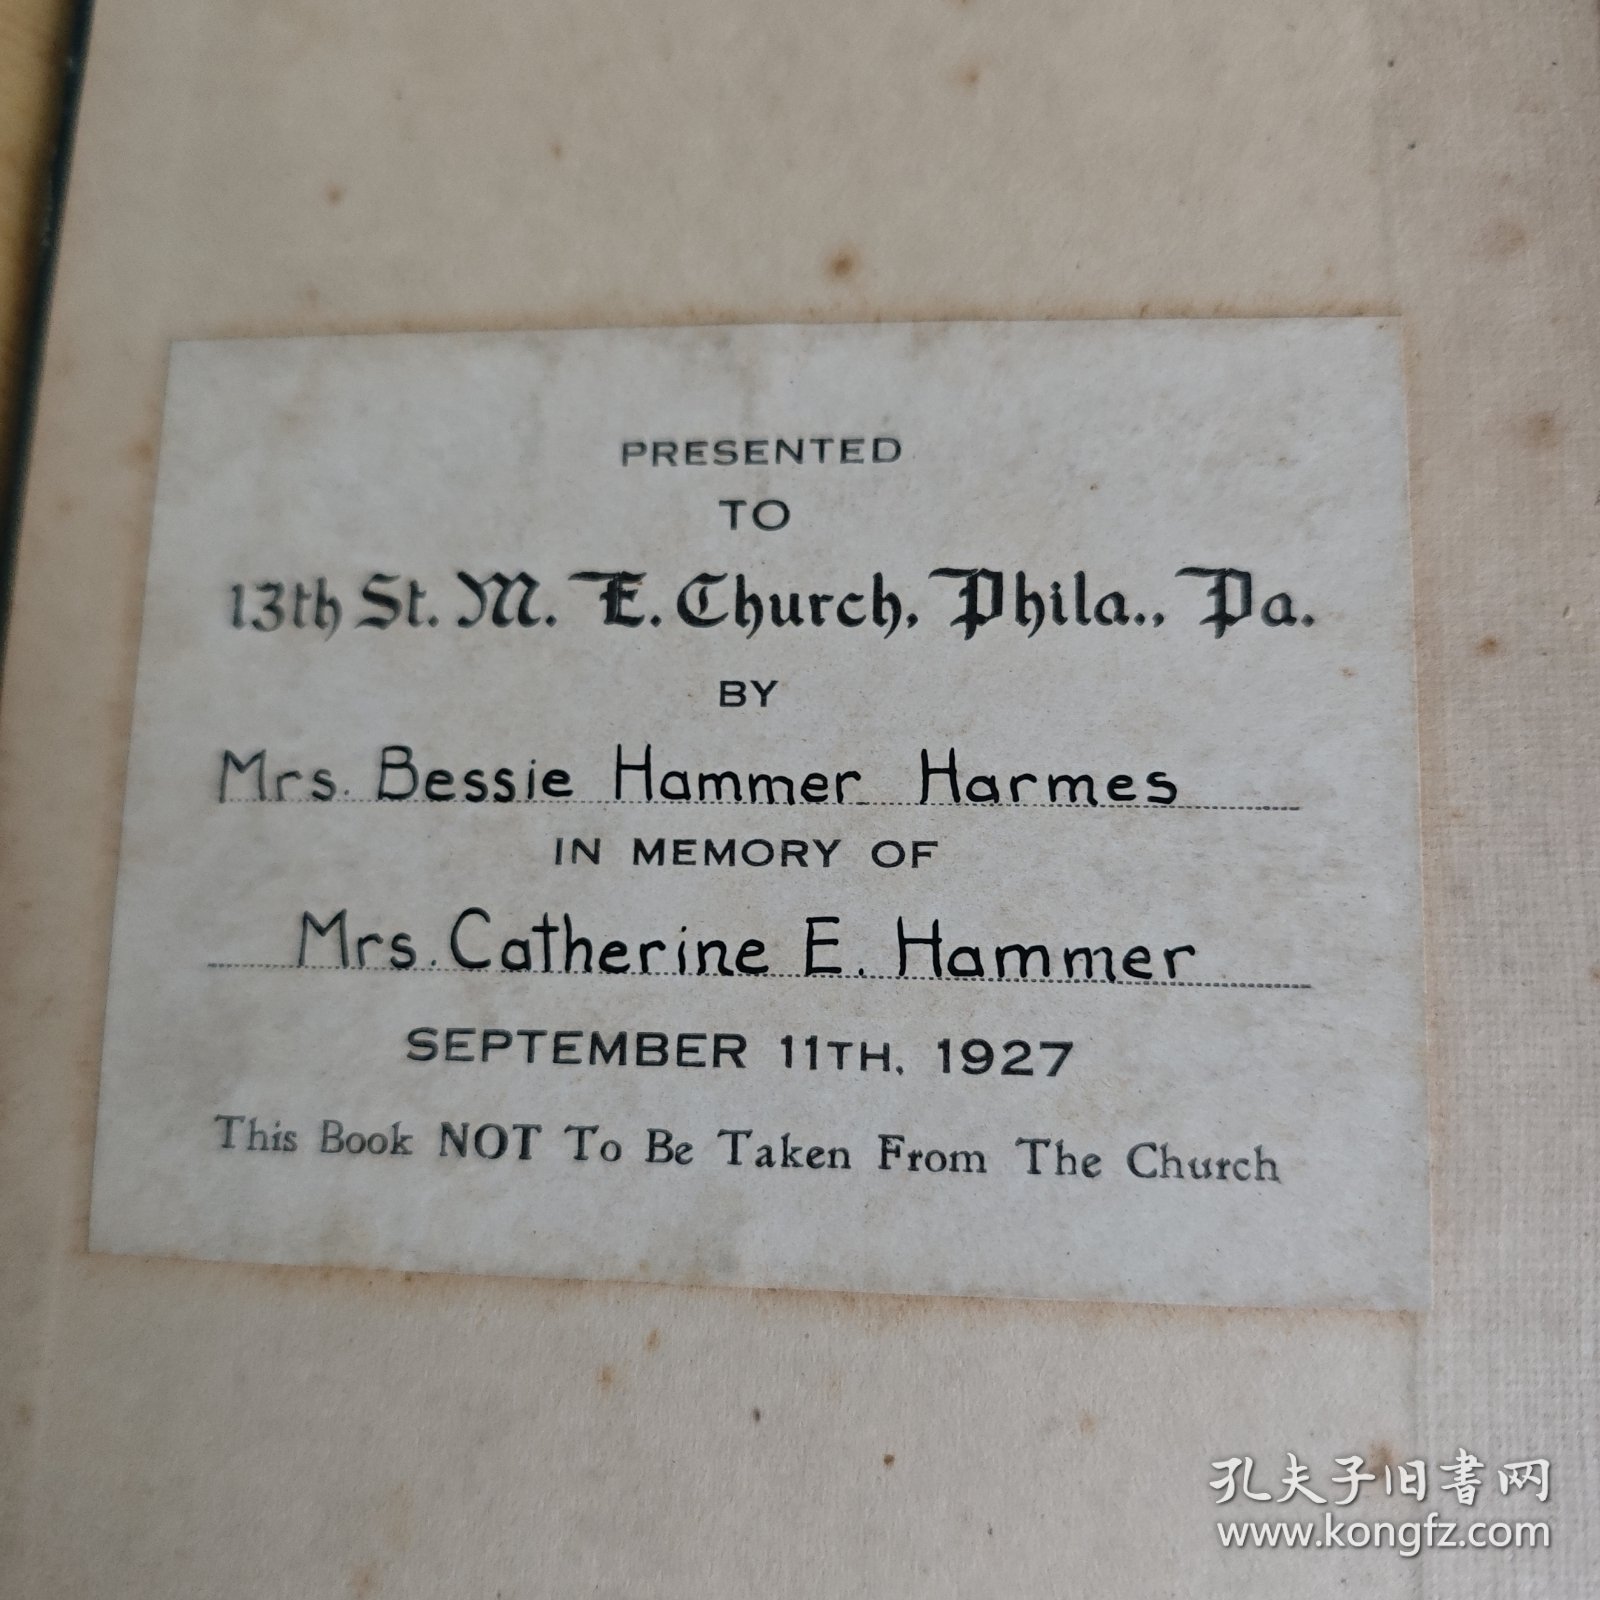 PRESENTED
TO
13th St. M. E. Church, Phila., Pa.
BY
Mrs. Bessie Hammer Harmes
IN MEMORY OF
Mrs. Catherine E. Hammer
SEPTEMBER 11TH, 1927
This Book NOT To Be Taken From The Church
孔夫子旧书网
www.kongfz.com